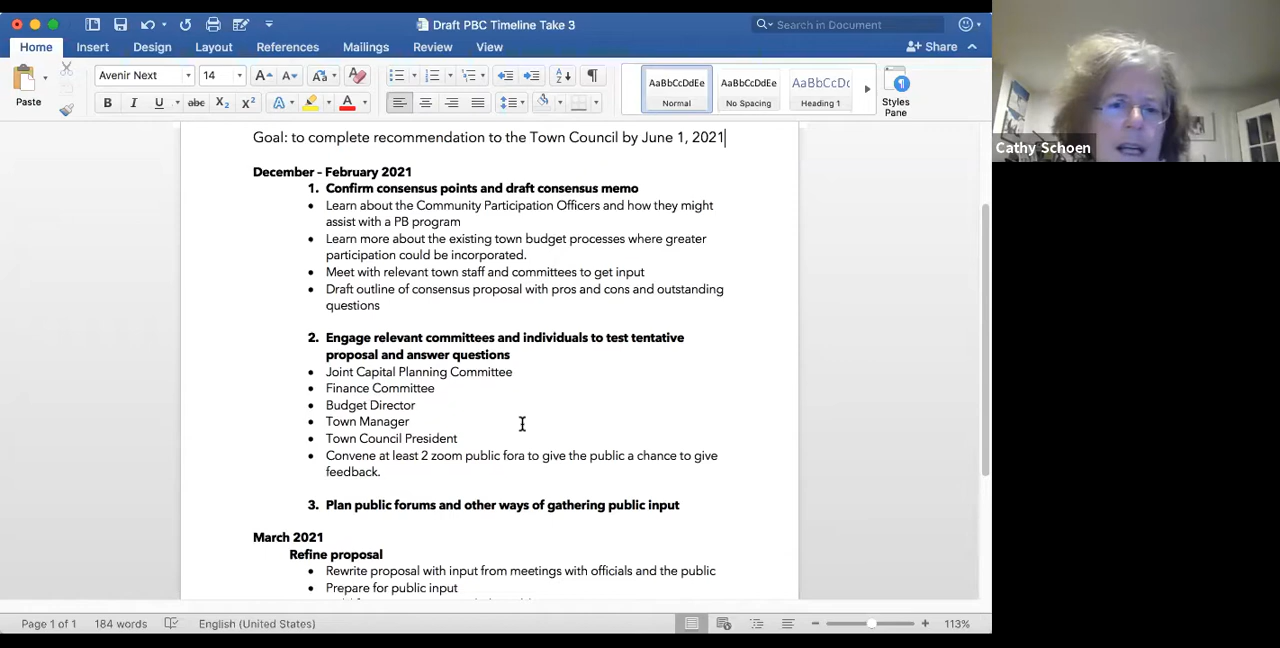 Draft PBC Timeline Take 3
Search in Document
Home Insert Design Layout References Mailings Review View
Share
Paste
Avenir Next 14
AaBbCcDdEe AaBbCcDdEe AaBbCcDc
Normal No Spacing Heading 1
Styles
Pane
Goal: to complete recommendation to the Town Council by June 1, 2021
December - February 2021
1. Confirm consensus points and draft consensus memo
• Learn about the Community Participation Officers and how they might
assist with a PB program
• Learn more about the existing town budget processes where greater
participation could be incorporated.
• Meet with relevant town staff and committees to get input
• Draft outline of consensus proposal with pros and cons and outstanding
questions
2. Engage relevant committees and individuals to test tentative
proposal and answer questions
• Joint Capital Planning Committee
• Finance Committee
• Budget Director
• Town Manager
• Town Council President
• Convene at least 2 zoom public fora to give the public a chance to give
feedback.
3. Plan public forums and other ways of gathering public input
March 2021
Refine proposal
• Rewrite proposal with input from meetings with officials and the public
• Prepare for public input
Page 1 of 1 184 words English (United States) 113%
Cathy Schoen